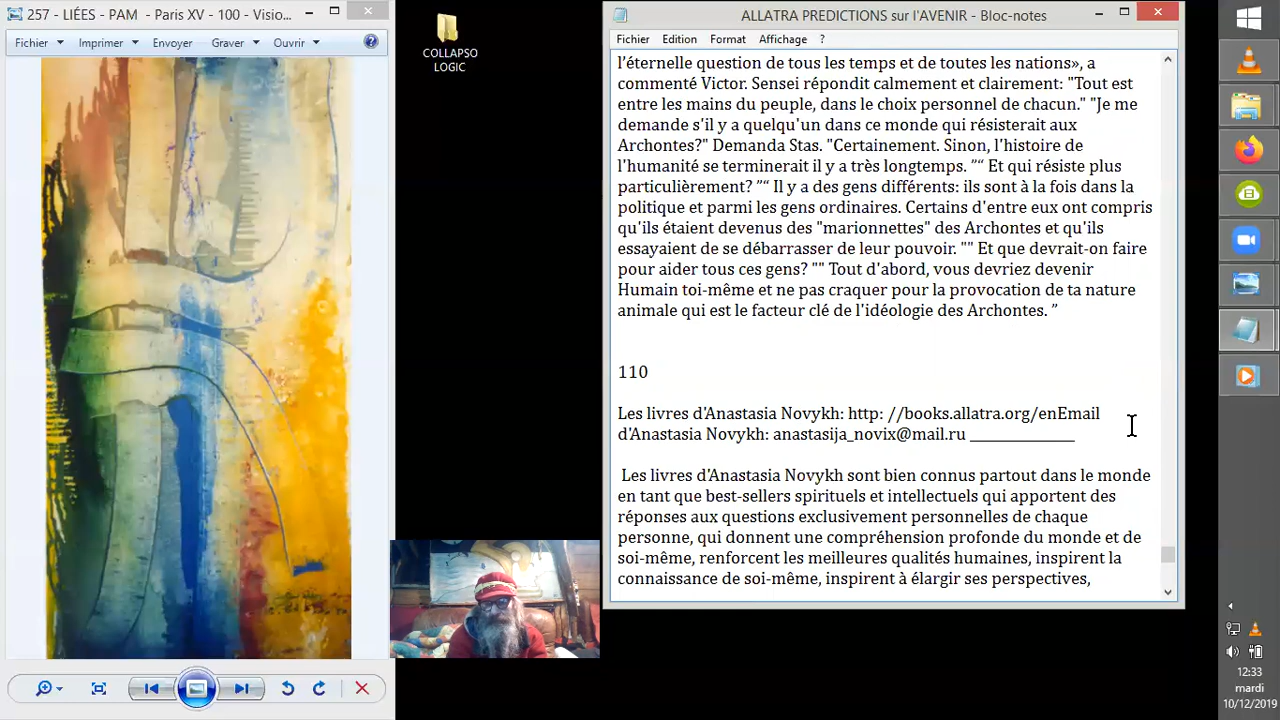 257 - LIÉES - PAM - Paris XV - 100 - Visio...
Fichier
Imprimer
Envoyer
Graver
Ouvrir
COLLAPSO
LOGIC
ALLATRA PREDICTIONS sur l'AVENIR - Bloc-notes
Fichier Edition Format Affichage ?
l'éternelle question de tous les temps et de toutes les nations», a
commenté Victor. Sensei répondit calmement et clairement: "Tout est
entre les mains du peuple, dans le choix personnel de chacun." "Je me
demande s'il y a quelqu'un dans ce monde qui résisterait aux
Archontes?" Demanda Stas. "Certainement. Sinon, l'histoire de
l'humanité se terminerait il y a très longtemps. ”“ Et qui résiste plus
particulièrement? ”“ Il y a des gens différents: ils sont à la fois dans la
politique et parmi les gens ordinaires. Certains d'entre eux ont compris
qu'ils étaient devenus des "marionnettes" des Archontes et qu'ils
essayaient de se débarrasser de leur pouvoir. "" Et que devrait-on faire
pour aider tous ces gens? "" Tout d'abord, vous devriez devenir
Humain toi-même et ne pas craquer pour la provocation de ta nature
animale qui est le facteur clé de l'idéologie des Archontes. ”
110
Les livres d'Anastasia Novykh: http: //books.allatra.org/enEmail
d'Anastasia Novykh: anastasija_novix@mail.ru _____________
Les livres d'Anastasia Novykh sont bien connus partout dans le monde
en tant que best-sellers spirituels et intellectuels qui apportent des
réponses aux questions exclusivement personnelles de chaque
personne, qui donnent une compréhension profonde du monde et de
soi-même, renforcent les meilleures qualités humaines, inspirent la
connaissance de soi-même, inspirent à élargir ses perspectives,
12:33
mardi
10/12/2019